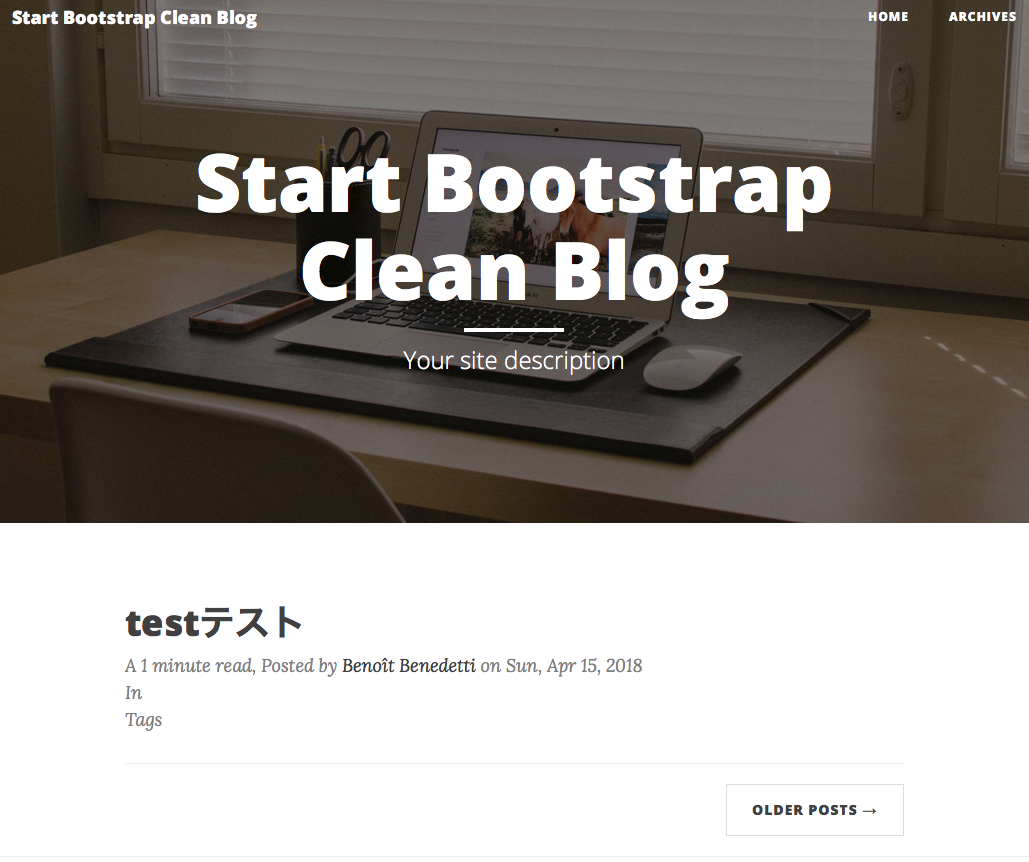 Start Bootstrap Clean Blog
HOME
ARCHIVES
Start Bootstrap
Clean Blog
Your site description
testテスト
A 1 minute read, Posted by Benoît Benedetti on Sun, Apr 15, 2018
In
Tags
OLDER POSTS →